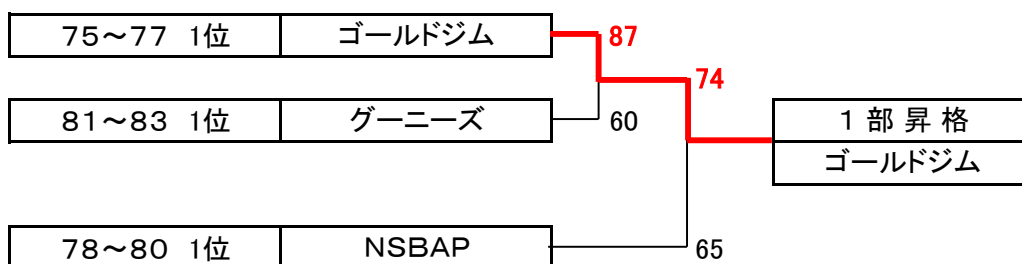 75～77 1位 ゴールドジム 87
74
81～83 1位 グーニーズ 60
1 部 昇 格
ゴールドジム
78～80 1位 NSBAP 65